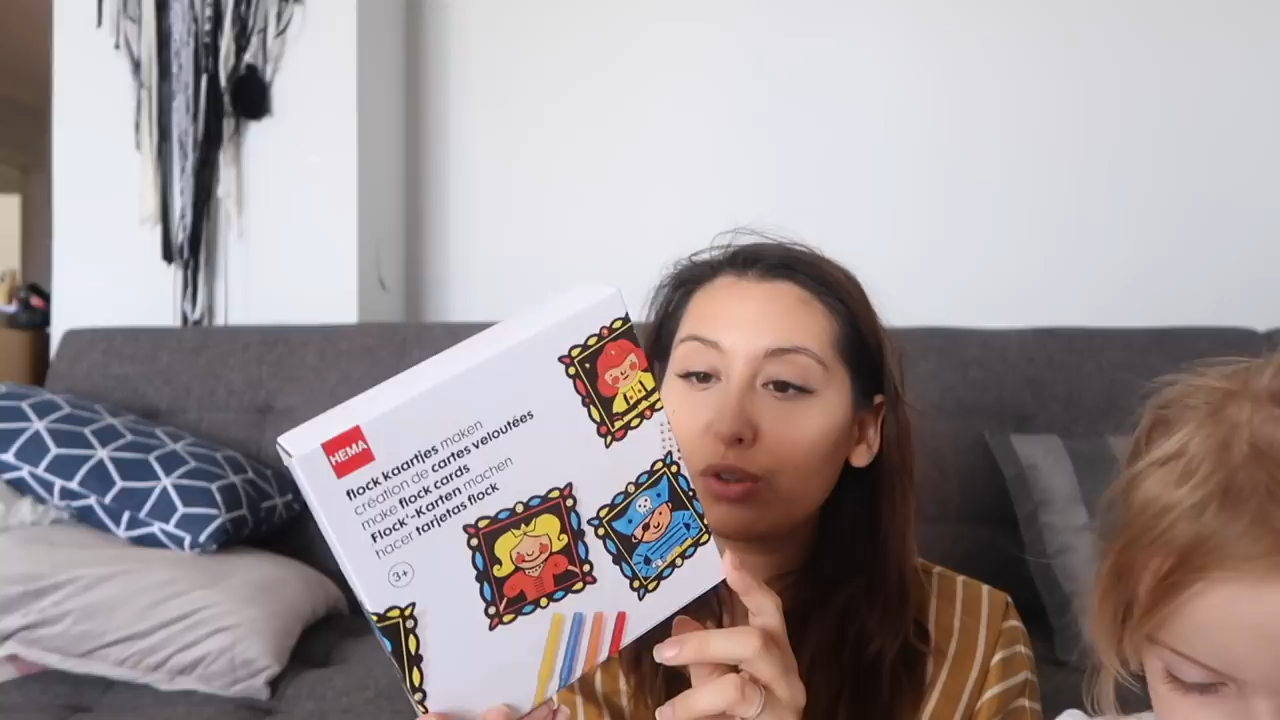 HEMA
flock kaartjes maken
création de cartes veloutées
make flock cards
Flock'-Karten machen
hacer tarjetas flock
3+